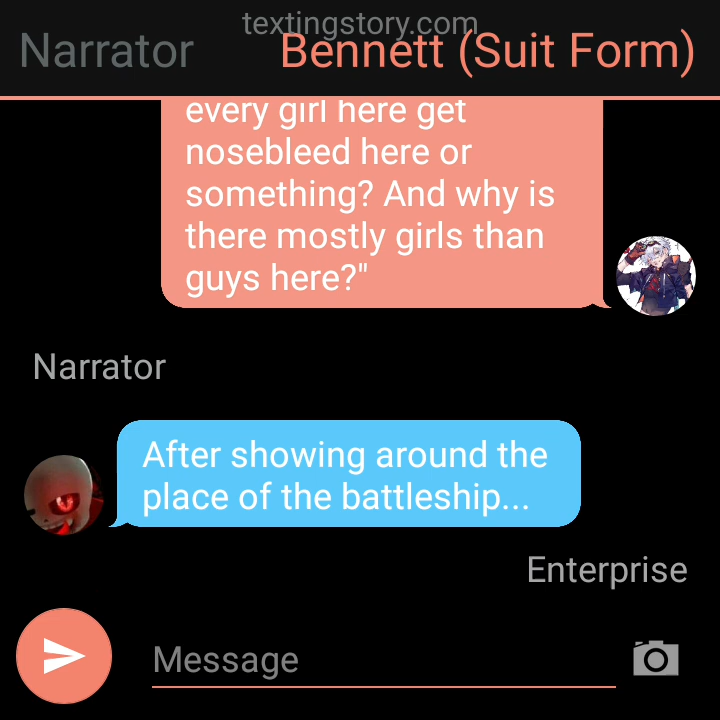 textingstory.com
Narrator Bennett (Suit Form)
every girl here get
nosebleed here or
something? And why is
there mostly girls than
guys here?"
Narrator
After showing around the
place of the battleship...
Enterprise
Message